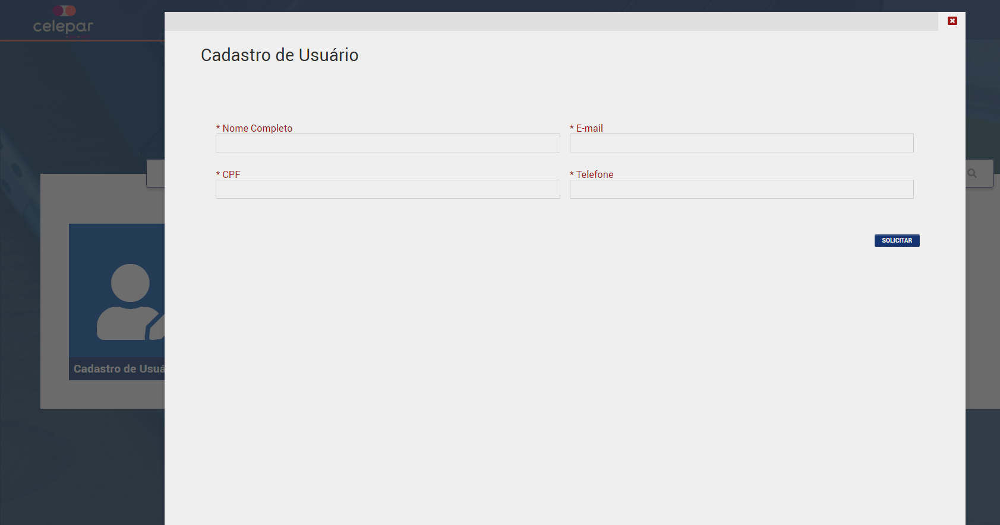 celepar
Cadastro de Usuário
* Nome Completo
* E-mail
* CPF
* Telefone
SOLICITAR
Cadastro de Usuá